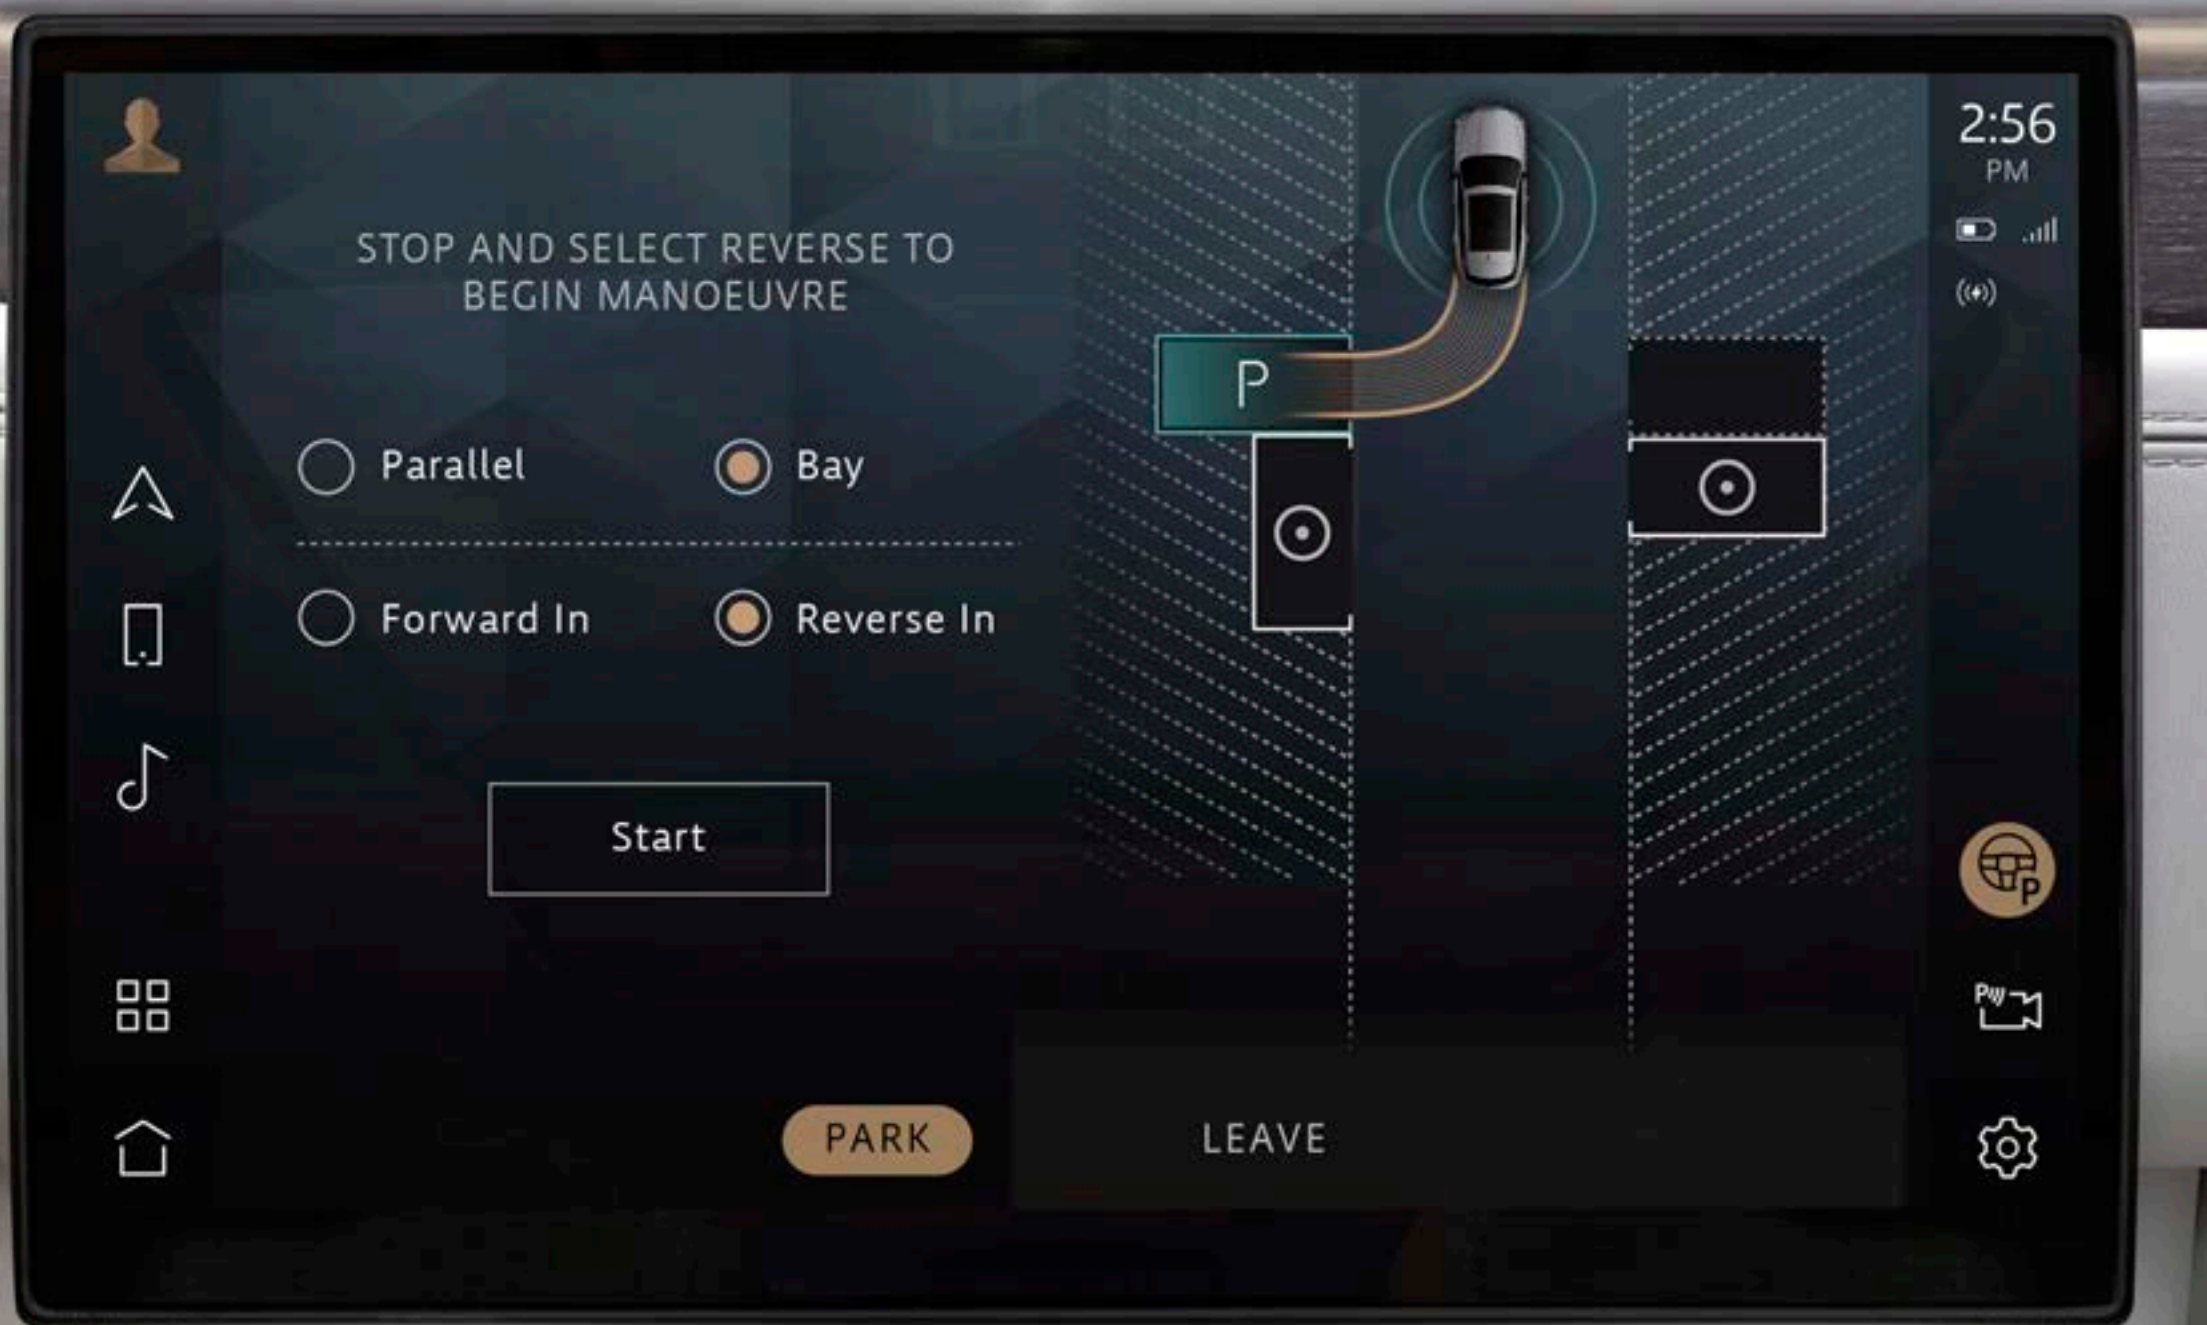 2:56
PM
STOP AND SELECT REVERSE TO
BEGIN MANOEUVRE
P
Parallel
Bay
Forward In
Reverse In
Start
P
P
PARK
LEAVE